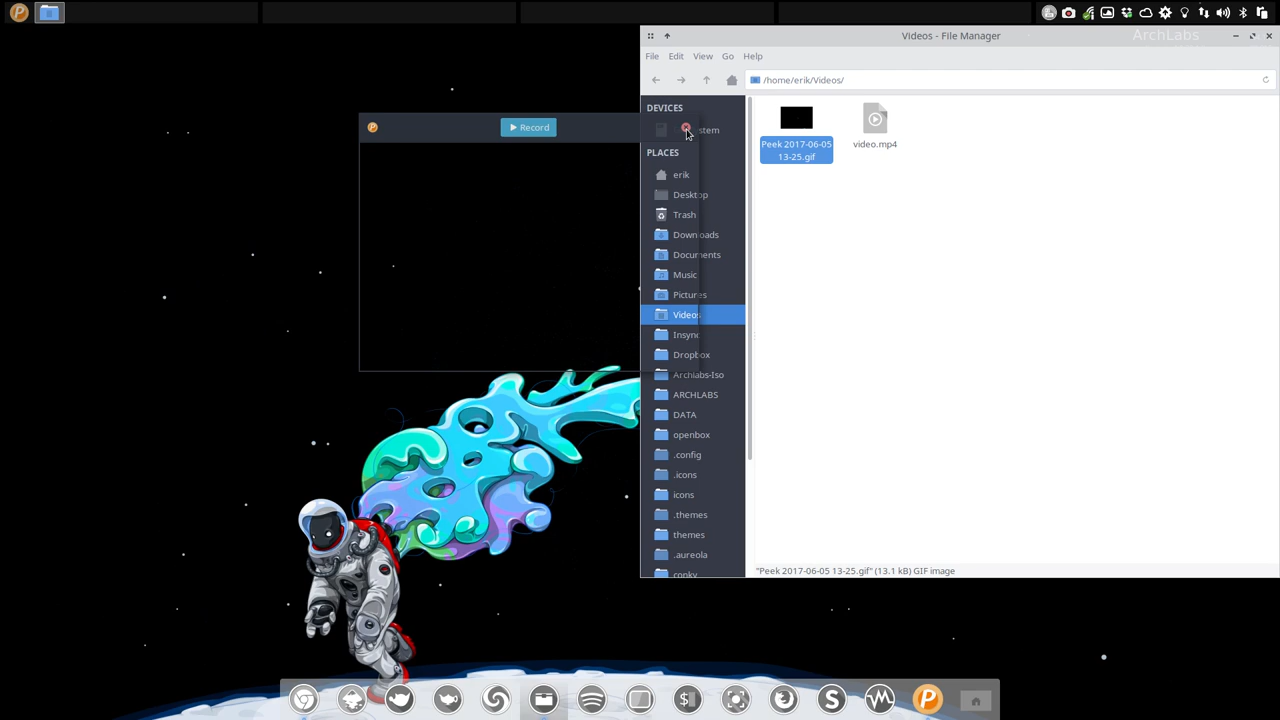 Videos - File Manager
ArchLabs
File Edit View Go Help
/home/erik/Videos/
DEVICES
stem
PLACES
erik
Desktop
Trash
Downloads
Documents
Music
Pictures
Videos
Insync
Dropbox
Archlabs-Iso
ARCHLABS
DATA
openbox
.config
.icons
icons
.themes
themes
.aureola
conky
Record
Peek 2017-06-05
13-25.gif
video.mp4
"Peek 2017-06-05 13-25.gif" (13.1 kB) GIF image